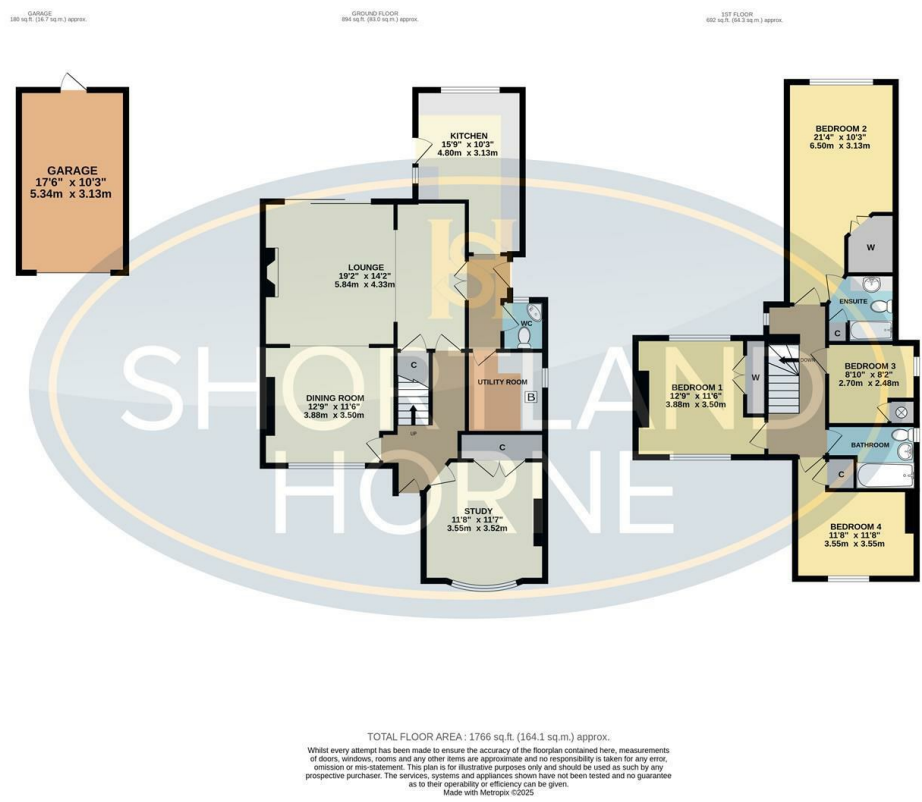 GARAGE
180 sq.ft. (16.7 sq.m.) approx.
GROUND FLOOR
894 sq.ft. (83.0 sq.m.) approx.
1ST FLOOR
692 sq.ft. (64.3 sq.m.) approx.
GARAGE
17'6" x 10'3"
5.34m x 3.13m
KITCHEN
15'9" x 10'3"
4.80m x 3.13m
LOUNGE
19'2" x 14'2"
5.84m x 4.33m
WC
C
UTILITY ROOM
B
DINING ROOM
12'9" x 11'6"
3.88m x 3.50m
UP
C
STUDY
11'8" x 11'7"
3.55m x 3.52m
BEDROOM 2
21'4" x 10'3"
6.50m x 3.13m
W
ENSUITE
C
DOWN
BEDROOM 1
12'9" x 11'6"
3.88m x 3.50m
W
BEDROOM 3
8'10" x 8'2"
2.70m x 2.48m
BATHROOM
C
BEDROOM 4
11'8" x 11'8"
3.55m x 3.55m
SH
SHORTLAND
HORNE
TOTAL FLOOR AREA : 1766 sq.ft. (164.1 sq.m.) approx.
Whilst every attempt has been made to ensure the accuracy of the floorplan contained here, measurements
of doors, windows, rooms and any other items are approximate and no responsibility is taken for any error,
omission or mis-statement. This plan is for illustrative purposes only and should be used as such by any
prospective purchaser. The services, systems and appliances shown have not been tested and no guarantee
as to their operability or efficiency can be given.
Made with Metropix ©2025